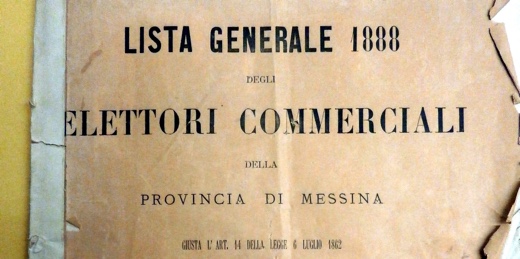 LISTA GENERALE 1888
DEGLI
ELETTORI COMMERCIALI
DELLA
PROVINCIA DI MESSINA
GIUSTA L' ART. 14 DELLA LEGGE 6 LUGLIO 1862